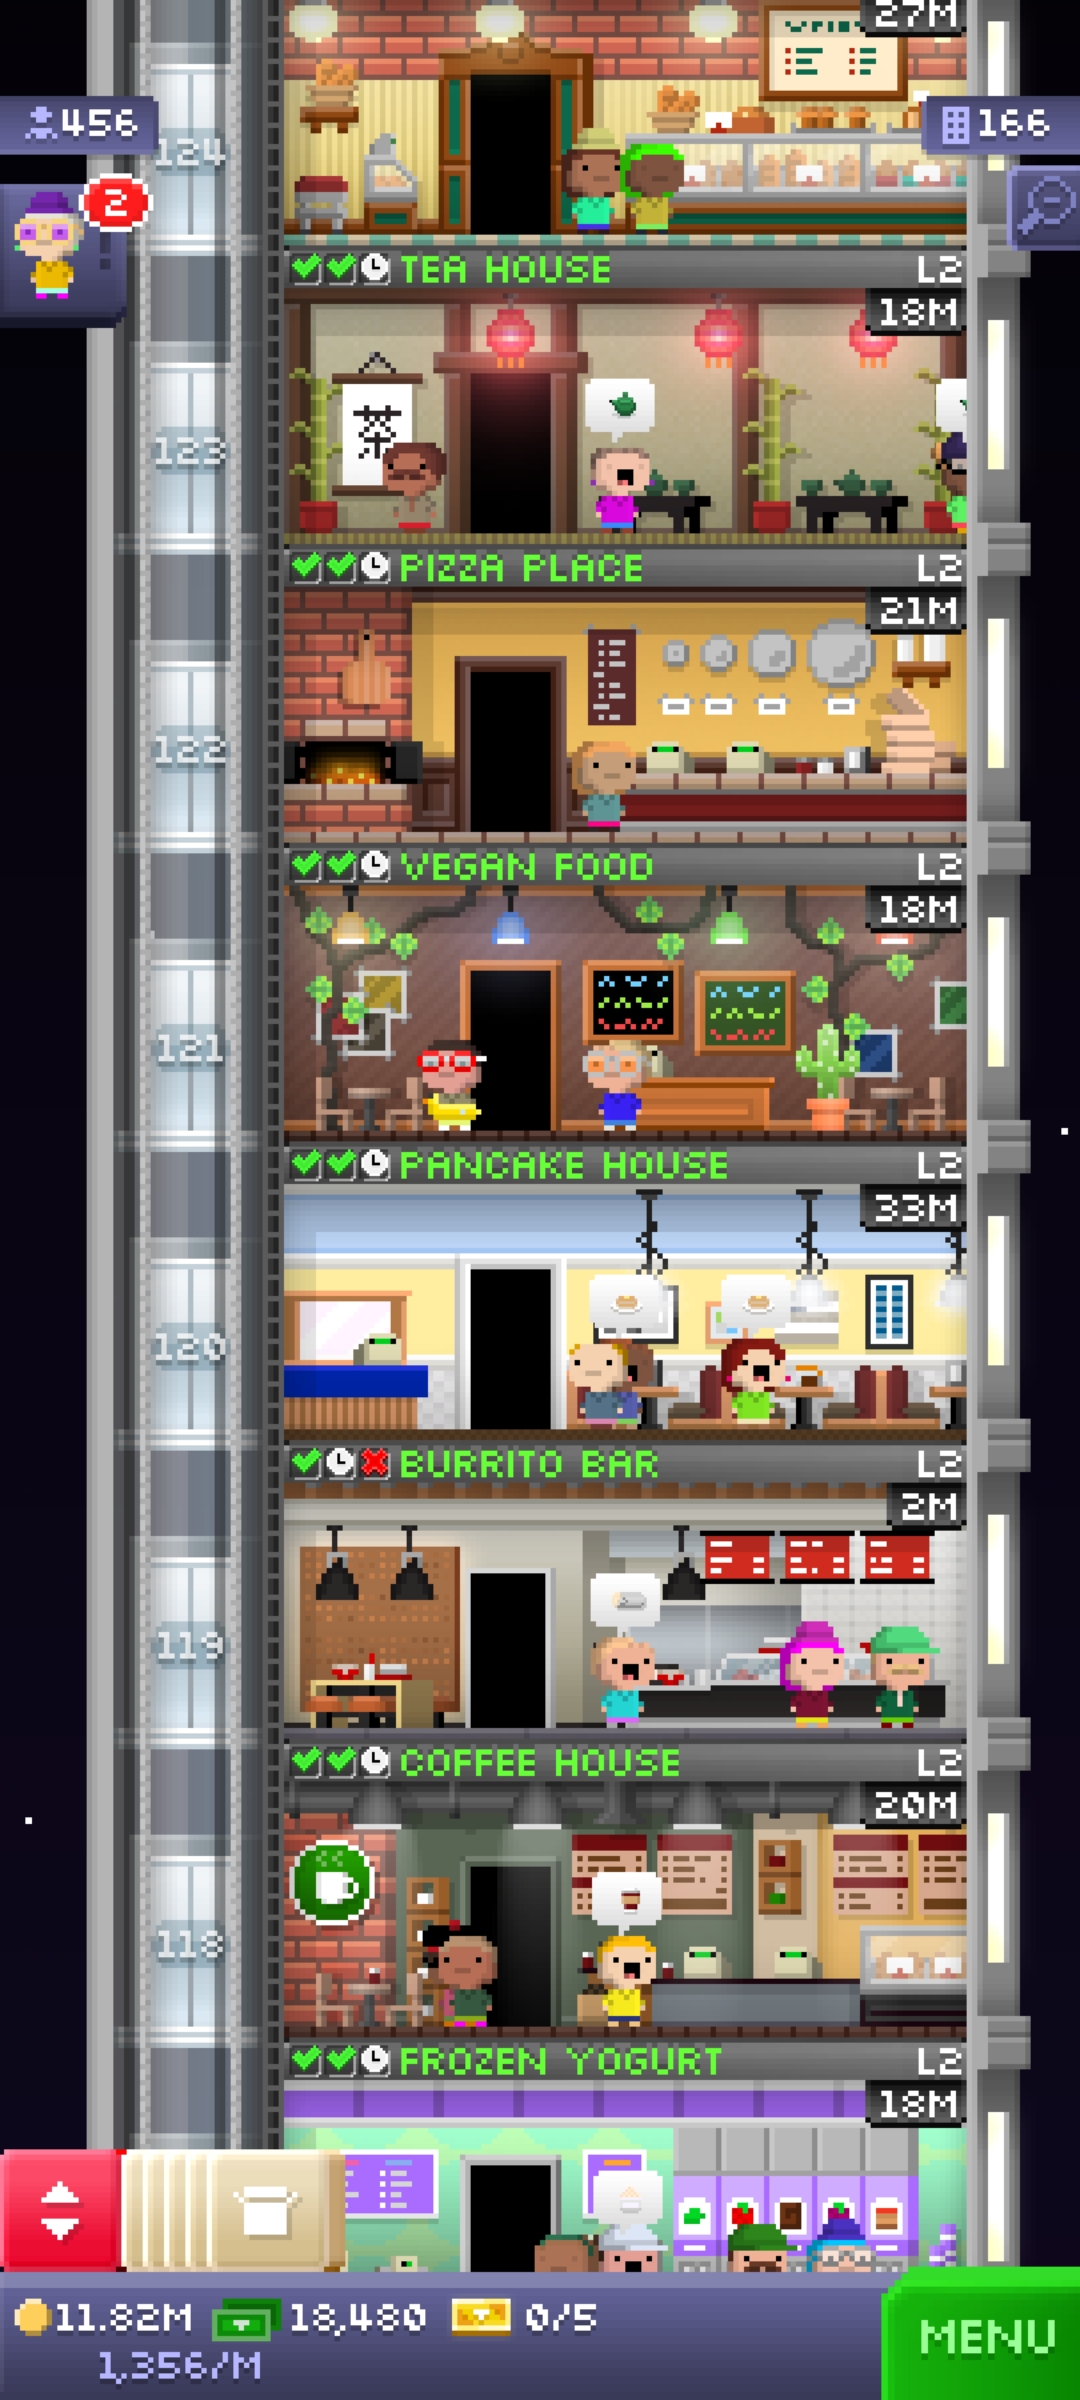 27M
456
166
124
2
TEA HOUSE L2
18M
茶
123
PIZZA PLACE L2
21M
122
VEGAN FOOD L2
18M
121
PANCAKE HOUSE L2
33M
120
BURRITO BAR L2
2M
119
COFFEE HOUSE L2
20M
118
FROZEN YOGURT L2
18M
11.82M 18,480 0/5
1,356/M
MENU